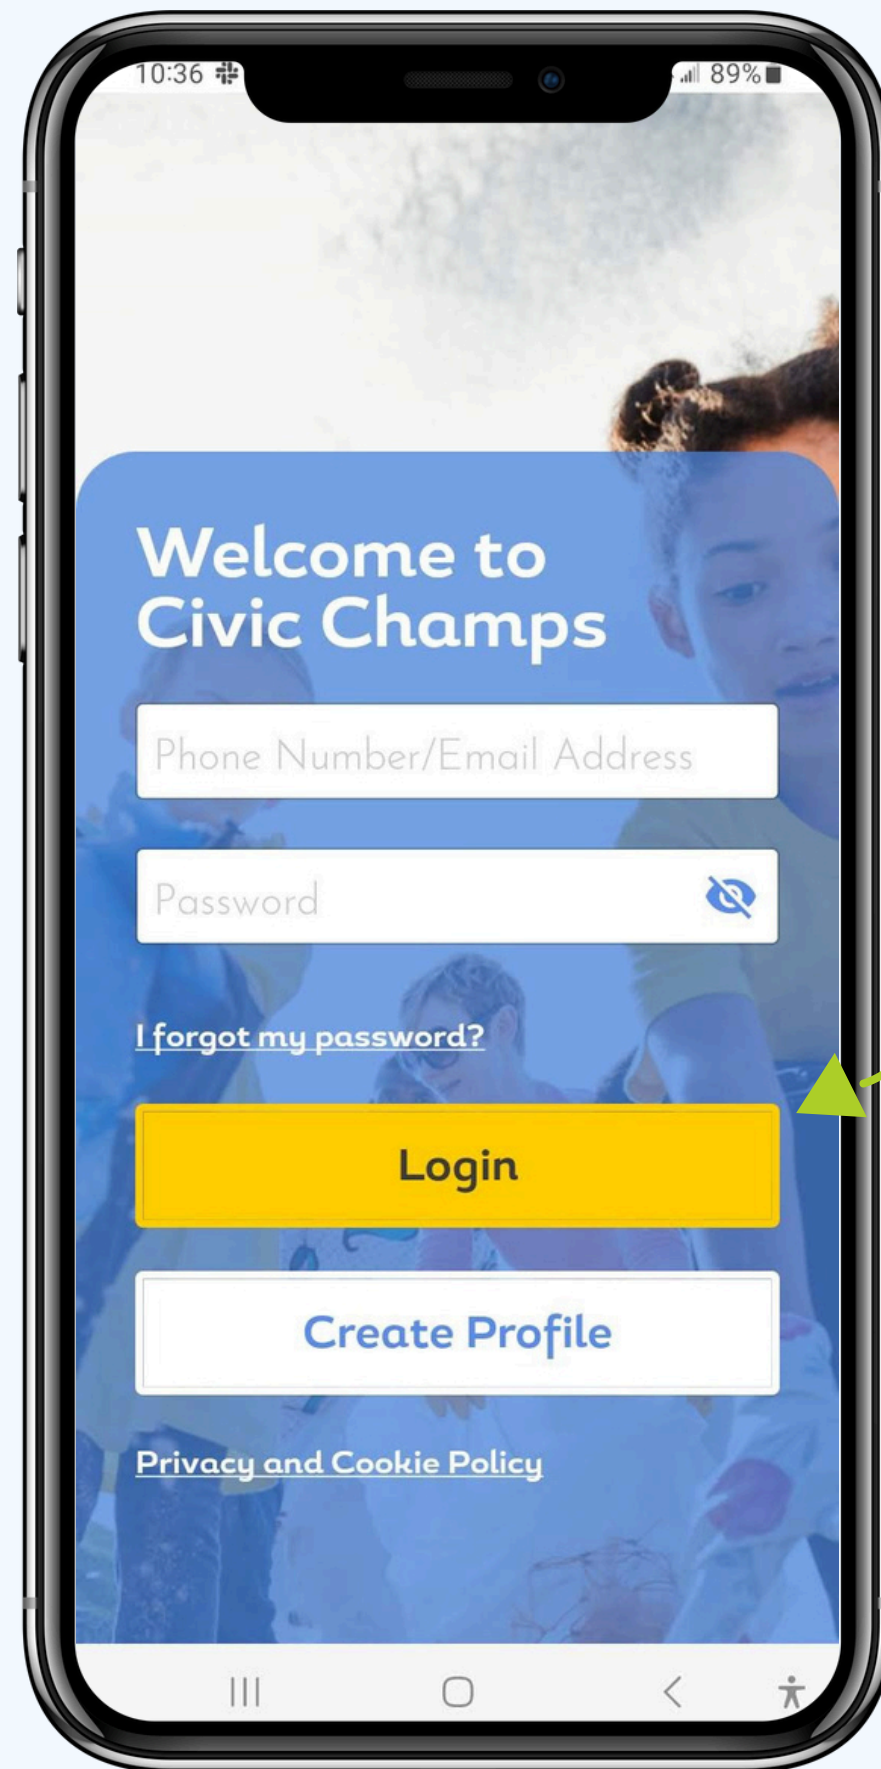 10:36
89%
Welcome to
Civic Champs
Phone Number/Email Address
Password
I forgot my password?
Login
Create Profile
Privacy and Cookie Policy